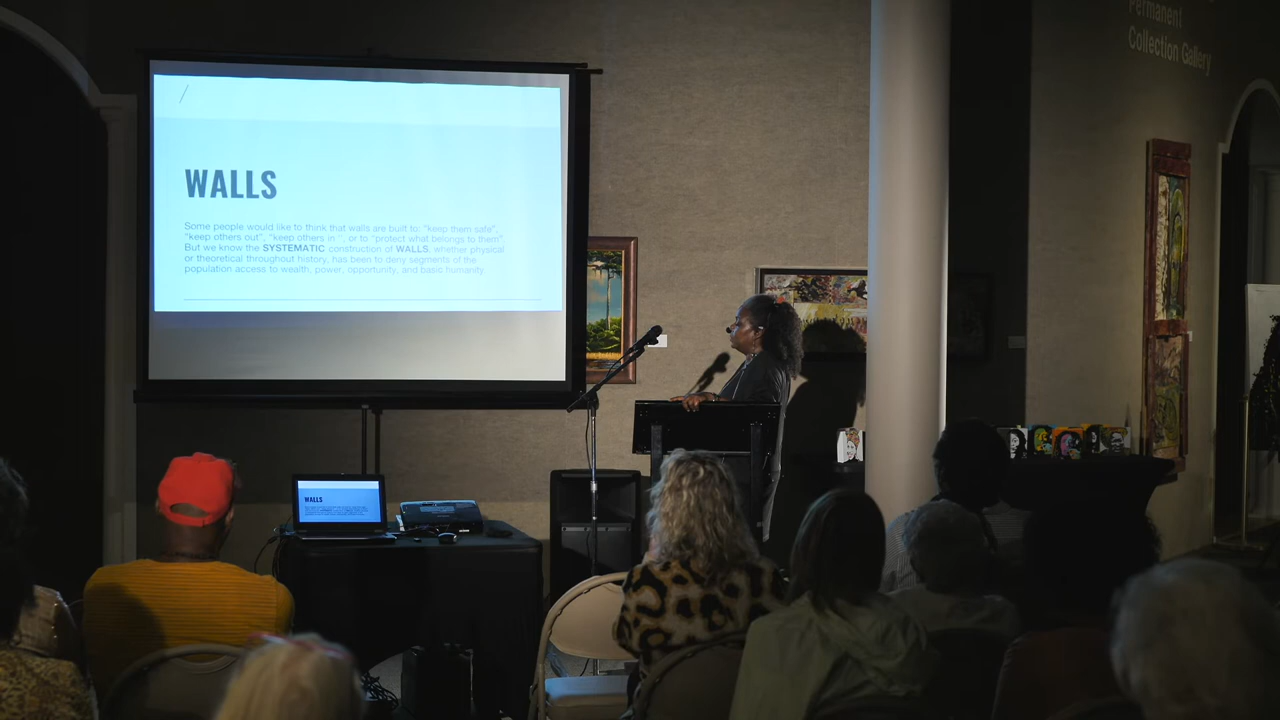 Permanent
Collection Gallery
WALLS
Some people would like to think that walls are built to: "keep them safe",
"keep others out", "keep others in ", or to "protect what belongs to them".
But we know the SYSTEMATIC construction of WALLS, whether physical
or theoretical throughout history, has been to deny segments of the
population access to wealth, power, opportunity, and basic humanity.
WALLS